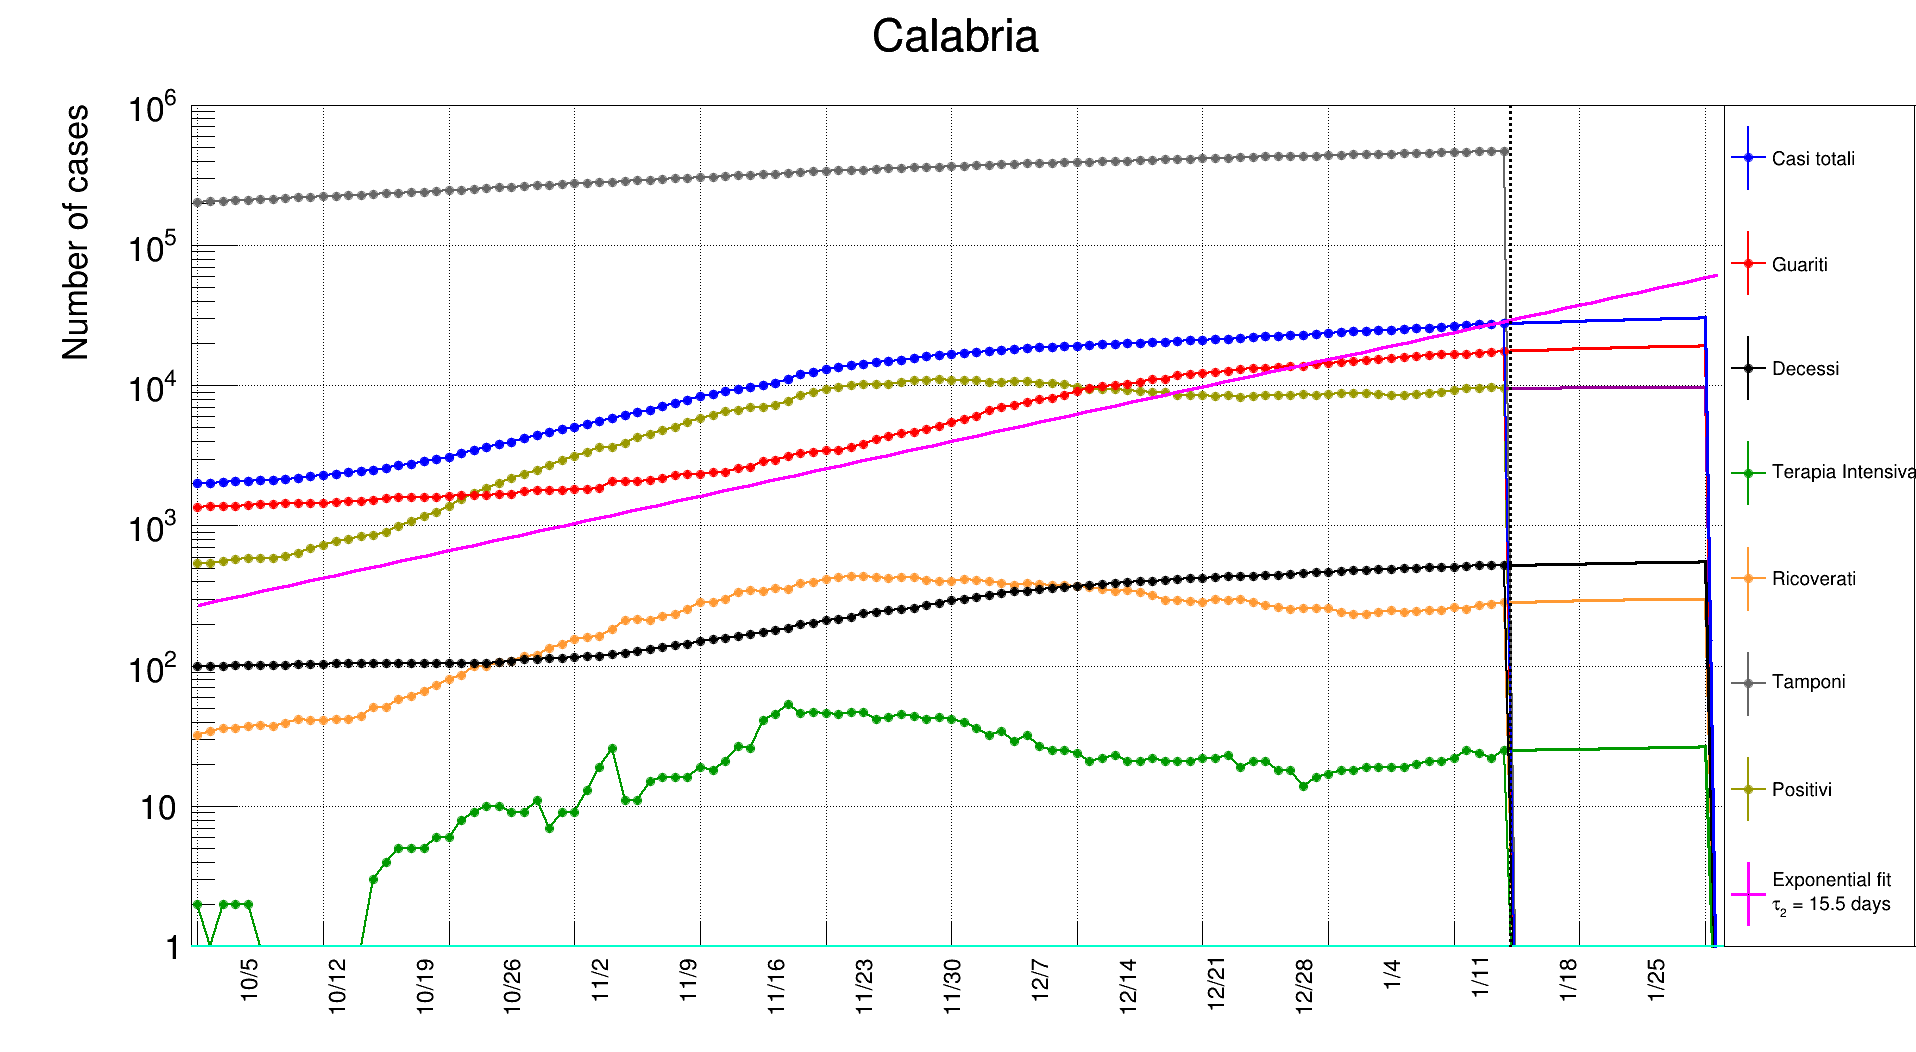 Calabria
Number of cases
10^6
10^5
10^4
10^3
10^2
10
1
10/5 10/12 10/19 10/26 11/2 11/9 11/16 11/23 11/30 12/7 12/14 12/21 12/28 1/4 1/11 1/18 1/25
Casi totali
Guariti
Decessi
Terapia Intensiva
Ricoverati
Tamponi
Positivi
Exponential fit
τ₂ = 15.5 days